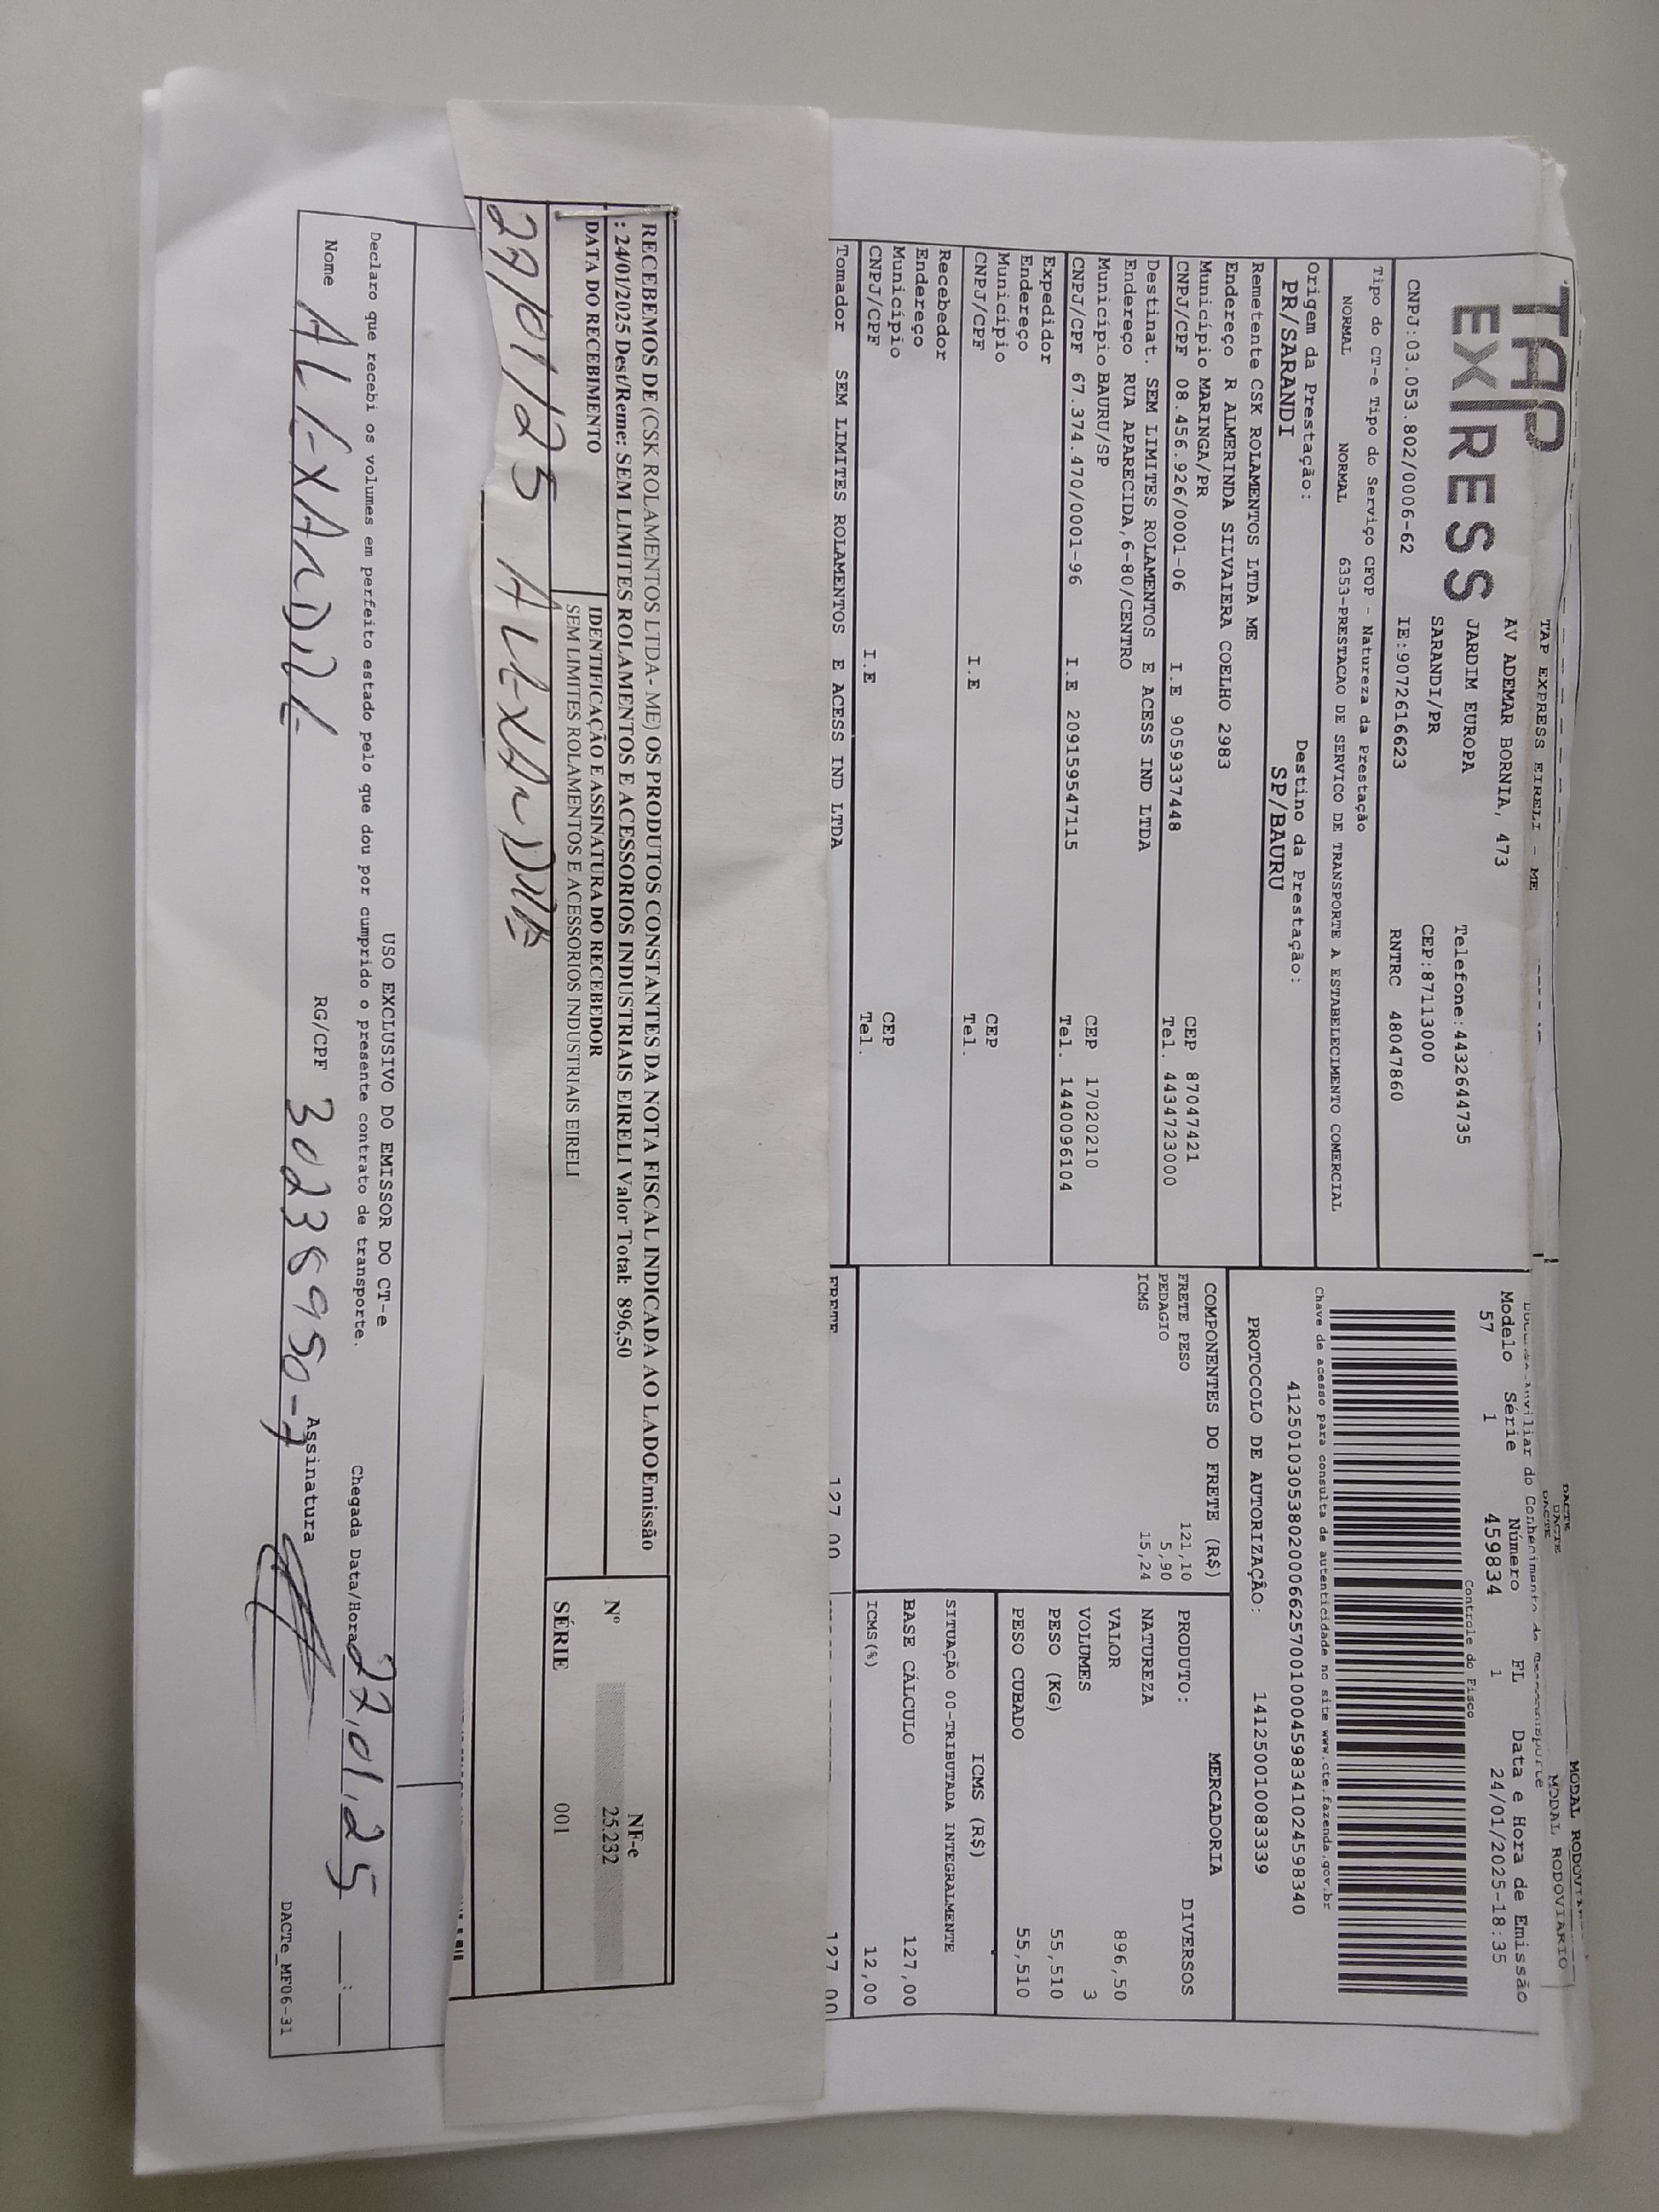 DACTE
DACTE
DACTE
MODAL RODOVIARIO
TAP EXPRESS EIRELI - ME
TAP
EXPRESS
AV ADEMAR BORNIA, 473
JARDIM EUROPA
SARANDI/PR
Telefone:4432644735
CEP:87113000
CNPJ:03.053.802/0006-62 IE:9072616623 RNTRC 48047860
Modelo Série Número FL Data e Hora de Emissão
57 1 459834 1 24/01/2025-18:35
Controle do Fisco
Chave de acesso para consulta de autenticidade no site www.cte.fazenda.gov.br
41250103053802000662570010004598341024598340
PROTOCOLO DE AUTORIZAÇÃO: 141250010083339
Tipo do CT-e Tipo do Serviço CFOP - Natureza da Prestação
NORMAL NORMAL 6353-PRESTACAO DE SERVICO DE TRANSPORTE A ESTABELECIMENTO COMERCIAL
Origem da Prestação: Destino da Prestação:
PR/SARANDI SP/BAURU
Remetente CSK ROLAMENTOS LTDA ME
Endereço R ALMERINDA SILVAIERA COELHO 2983
Município MARINGA/PR CEP 87047421
CNPJ/CPF 08.456.926/0001-06 I.E 9059337448 Tel. 4434723000
Destinat. SEM LIMITES ROLAMENTOS E ACESS IND LTDA
Endereço RUA APARECIDA,6-80/CENTRO
Município BAURU/SP CEP 17020210
CNPJ/CPF 67.374.470/0001-96 I.E 209159547115 Tel. 1440096104
Expedidor
Endereço
Município CEP
CNPJ/CPF I.E Tel.
Recebedor
Endereço
Município CEP
CNPJ/CPF I.E Tel.
Tomador SEM LIMITES ROLAMENTOS E ACESS IND LTDA
COMPONENTES DO FRETE (R$)
FRETE PESO 121,10
PEDAGIO 5,90
ICMS 15,24
FRETE 127,00
MERCADORIA
PRODUTO: DIVERSOS
NATUREZA
VALOR 896,50
VOLUMES 3
PESO (KG) 55,510
PESO CUBADO 55,510
ICMS (R$)
SITUAÇÃO 00-TRIBUTADA INTEGRALMENTE
BASE CÁLCULO 127,00
ICMS(%) 12,00
127,00
RECEBEMOS DE (CSK ROLAMENTOS LTDA- ME) OS PRODUTOS CONSTANTES DA NOTA FISCAL INDICADA AO LADO Emissão
: 24/01/2025 Dest/Reme: SEM LIMITES ROLAMENTOS E ACESSORIOS INDUSTRIAIS EIRELI Valor Total: 896,50
DATA DO RECEBIMENTO IDENTIFICAÇÃO E ASSINATURA DO RECEBEDOR
SEM LIMITES ROLAMENTOS E ACESSORIOS INDUSTRIAIS EIRELI
27/01/25 ALEXANDRE
NF-e
Nº 25.232
SÉRIE 001
USO EXCLUSIVO DO EMISSOR DO CT-e
Declaro que recebi os volumes em perfeito estado pelo que dou por cumprido o presente contrato de transporte.
Chegada Data/Hora 27,01,25 __:__
Nome ALEXANDRE RG/CPF 30238950-7 Assinatura
DACTe_MF06-31